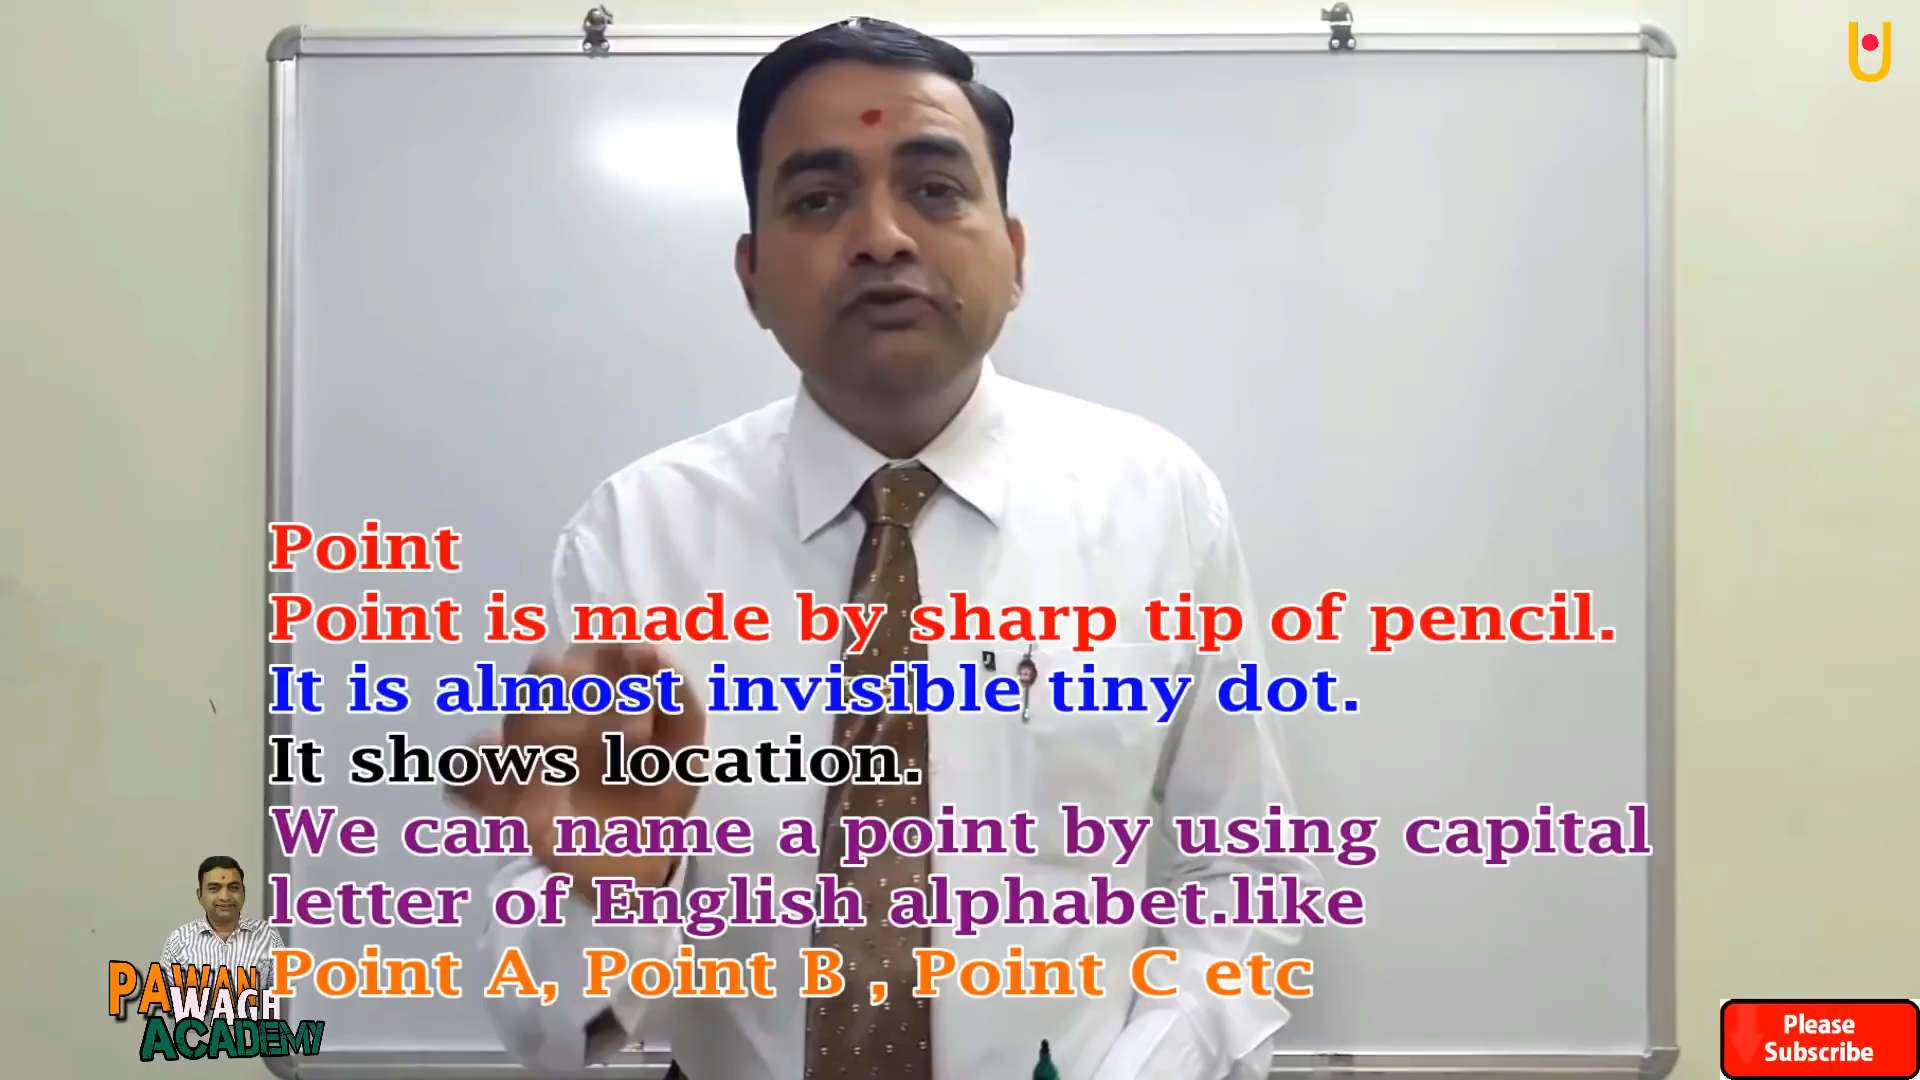 Point
Point is made by sharp tip of pencil.
It is almost invisible tiny dot.
It shows location.
We can name a point by using capital
letter of English alphabet.like
Point A, Point B , Point C etc
PAWAN
WAGH
ACADEMY
Please
Subscribe